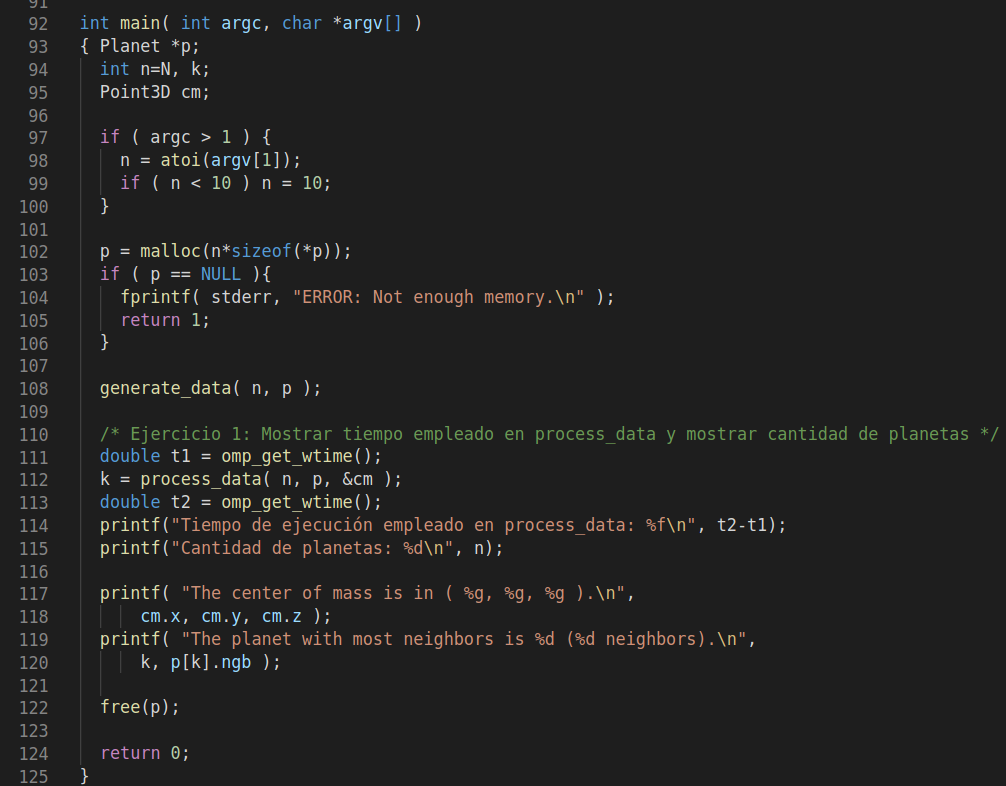 91
92 int main( int argc, char *argv[] )
93 { Planet *p;
94 int n=N, k;
95 Point3D cm;
96
97 if ( argc > 1 ) {
98 n = atoi(argv[1]);
99 if ( n < 10 ) n = 10;
100 }
101
102 p = malloc(n*sizeof(*p));
103 if ( p == NULL ){
104 fprintf( stderr, "ERROR: Not enough memory.\n" );
105 return 1;
106 }
107
108 generate_data( n, p );
109
110 /* Ejercicio 1: Mostrar tiempo empleado en process_data y mostrar cantidad de planetas */
111 double t1 = omp_get_wtime();
112 k = process_data( n, p, &cm );
113 double t2 = omp_get_wtime();
114 printf("Tiempo de ejecución empleado en process_data: %f\n", t2-t1);
115 printf("Cantidad de planetas: %d\n", n);
116
117 printf( "The center of mass is in ( %g, %g, %g ).\n",
118 cm.x, cm.y, cm.z );
119 printf( "The planet with most neighbors is %d (%d neighbors).\n",
120 k, p[k].ngb );
121
122 free(p);
123
124 return 0;
125 }